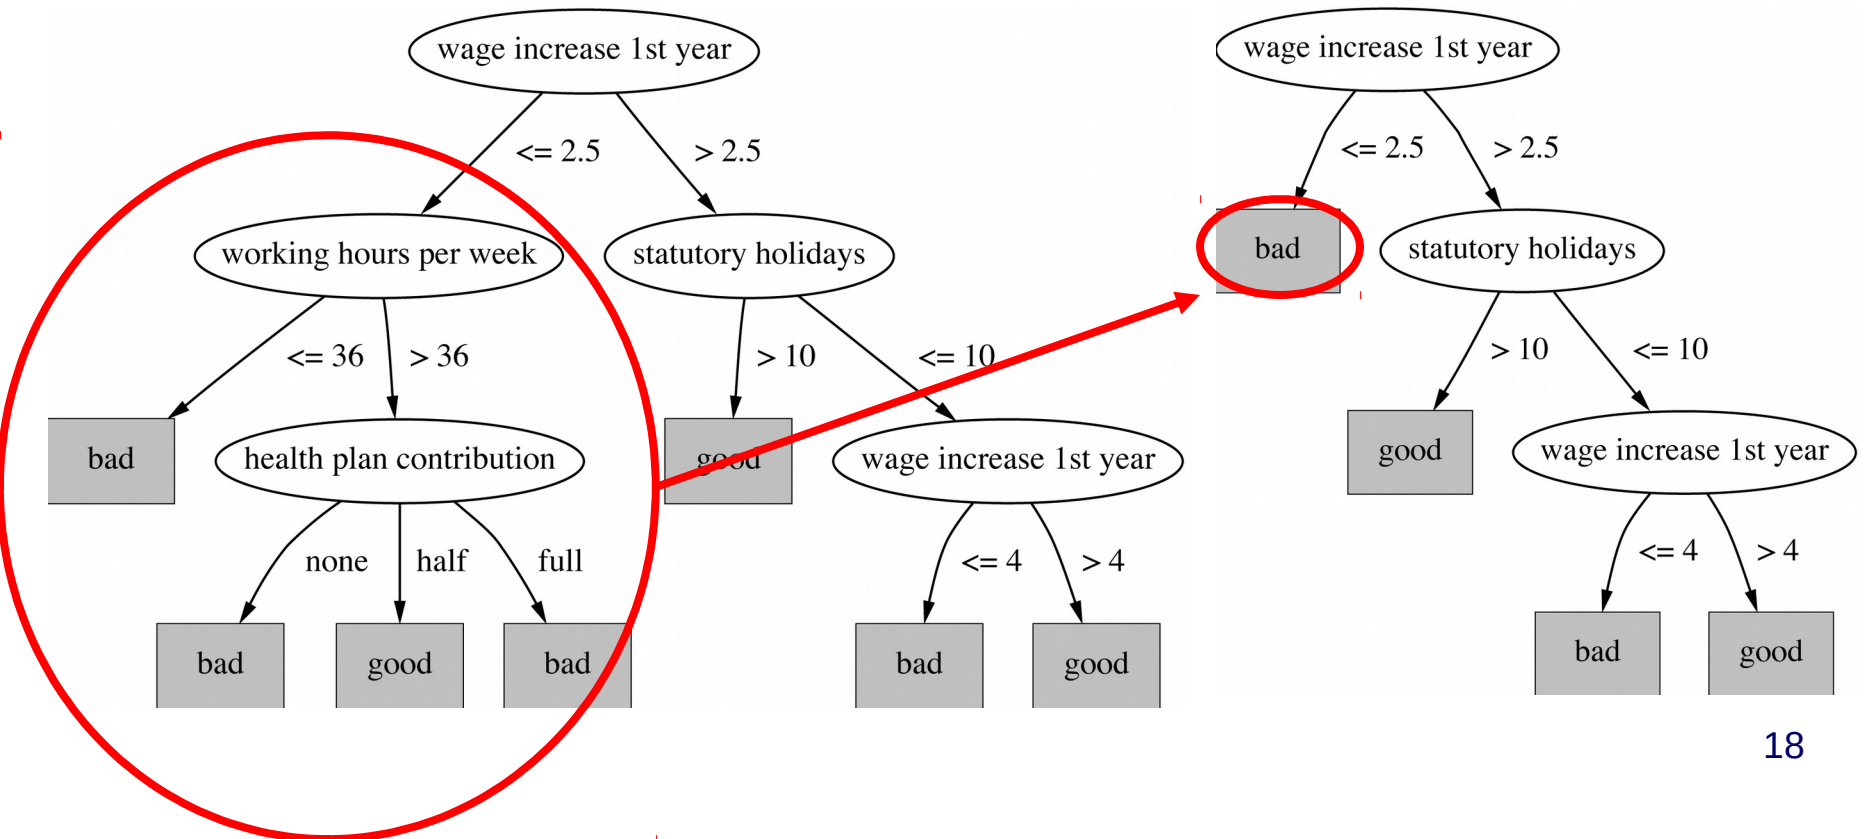 wage increase 1st year
<= 2.5
> 2.5
working hours per week
statutory holidays
<= 36
> 36
> 10
<= 10
bad
health plan contribution
good
wage increase 1st year
none
half
full
<= 4
> 4
bad
good
bad
bad
good
wage increase 1st year
<= 2.5
> 2.5
bad
statutory holidays
> 10
<= 10
good
wage increase 1st year
<= 4
> 4
bad
good
18